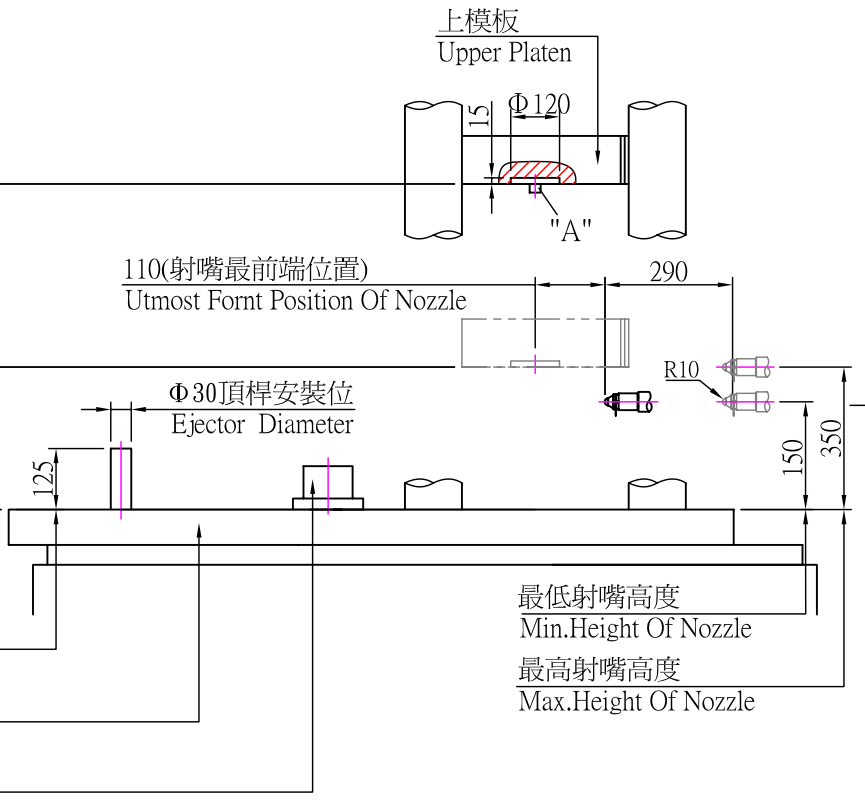 上模板
Upper Platen
Φ120
15
"A"
110(射嘴最前端位置)
Utmost Fornt Position Of Nozzle
290
R10
Φ30頂桿安裝位
Ejector Diameter
125
150
350
最低射嘴高度
Min.Height Of Nozzle
最高射嘴高度
Max.Height Of Nozzle